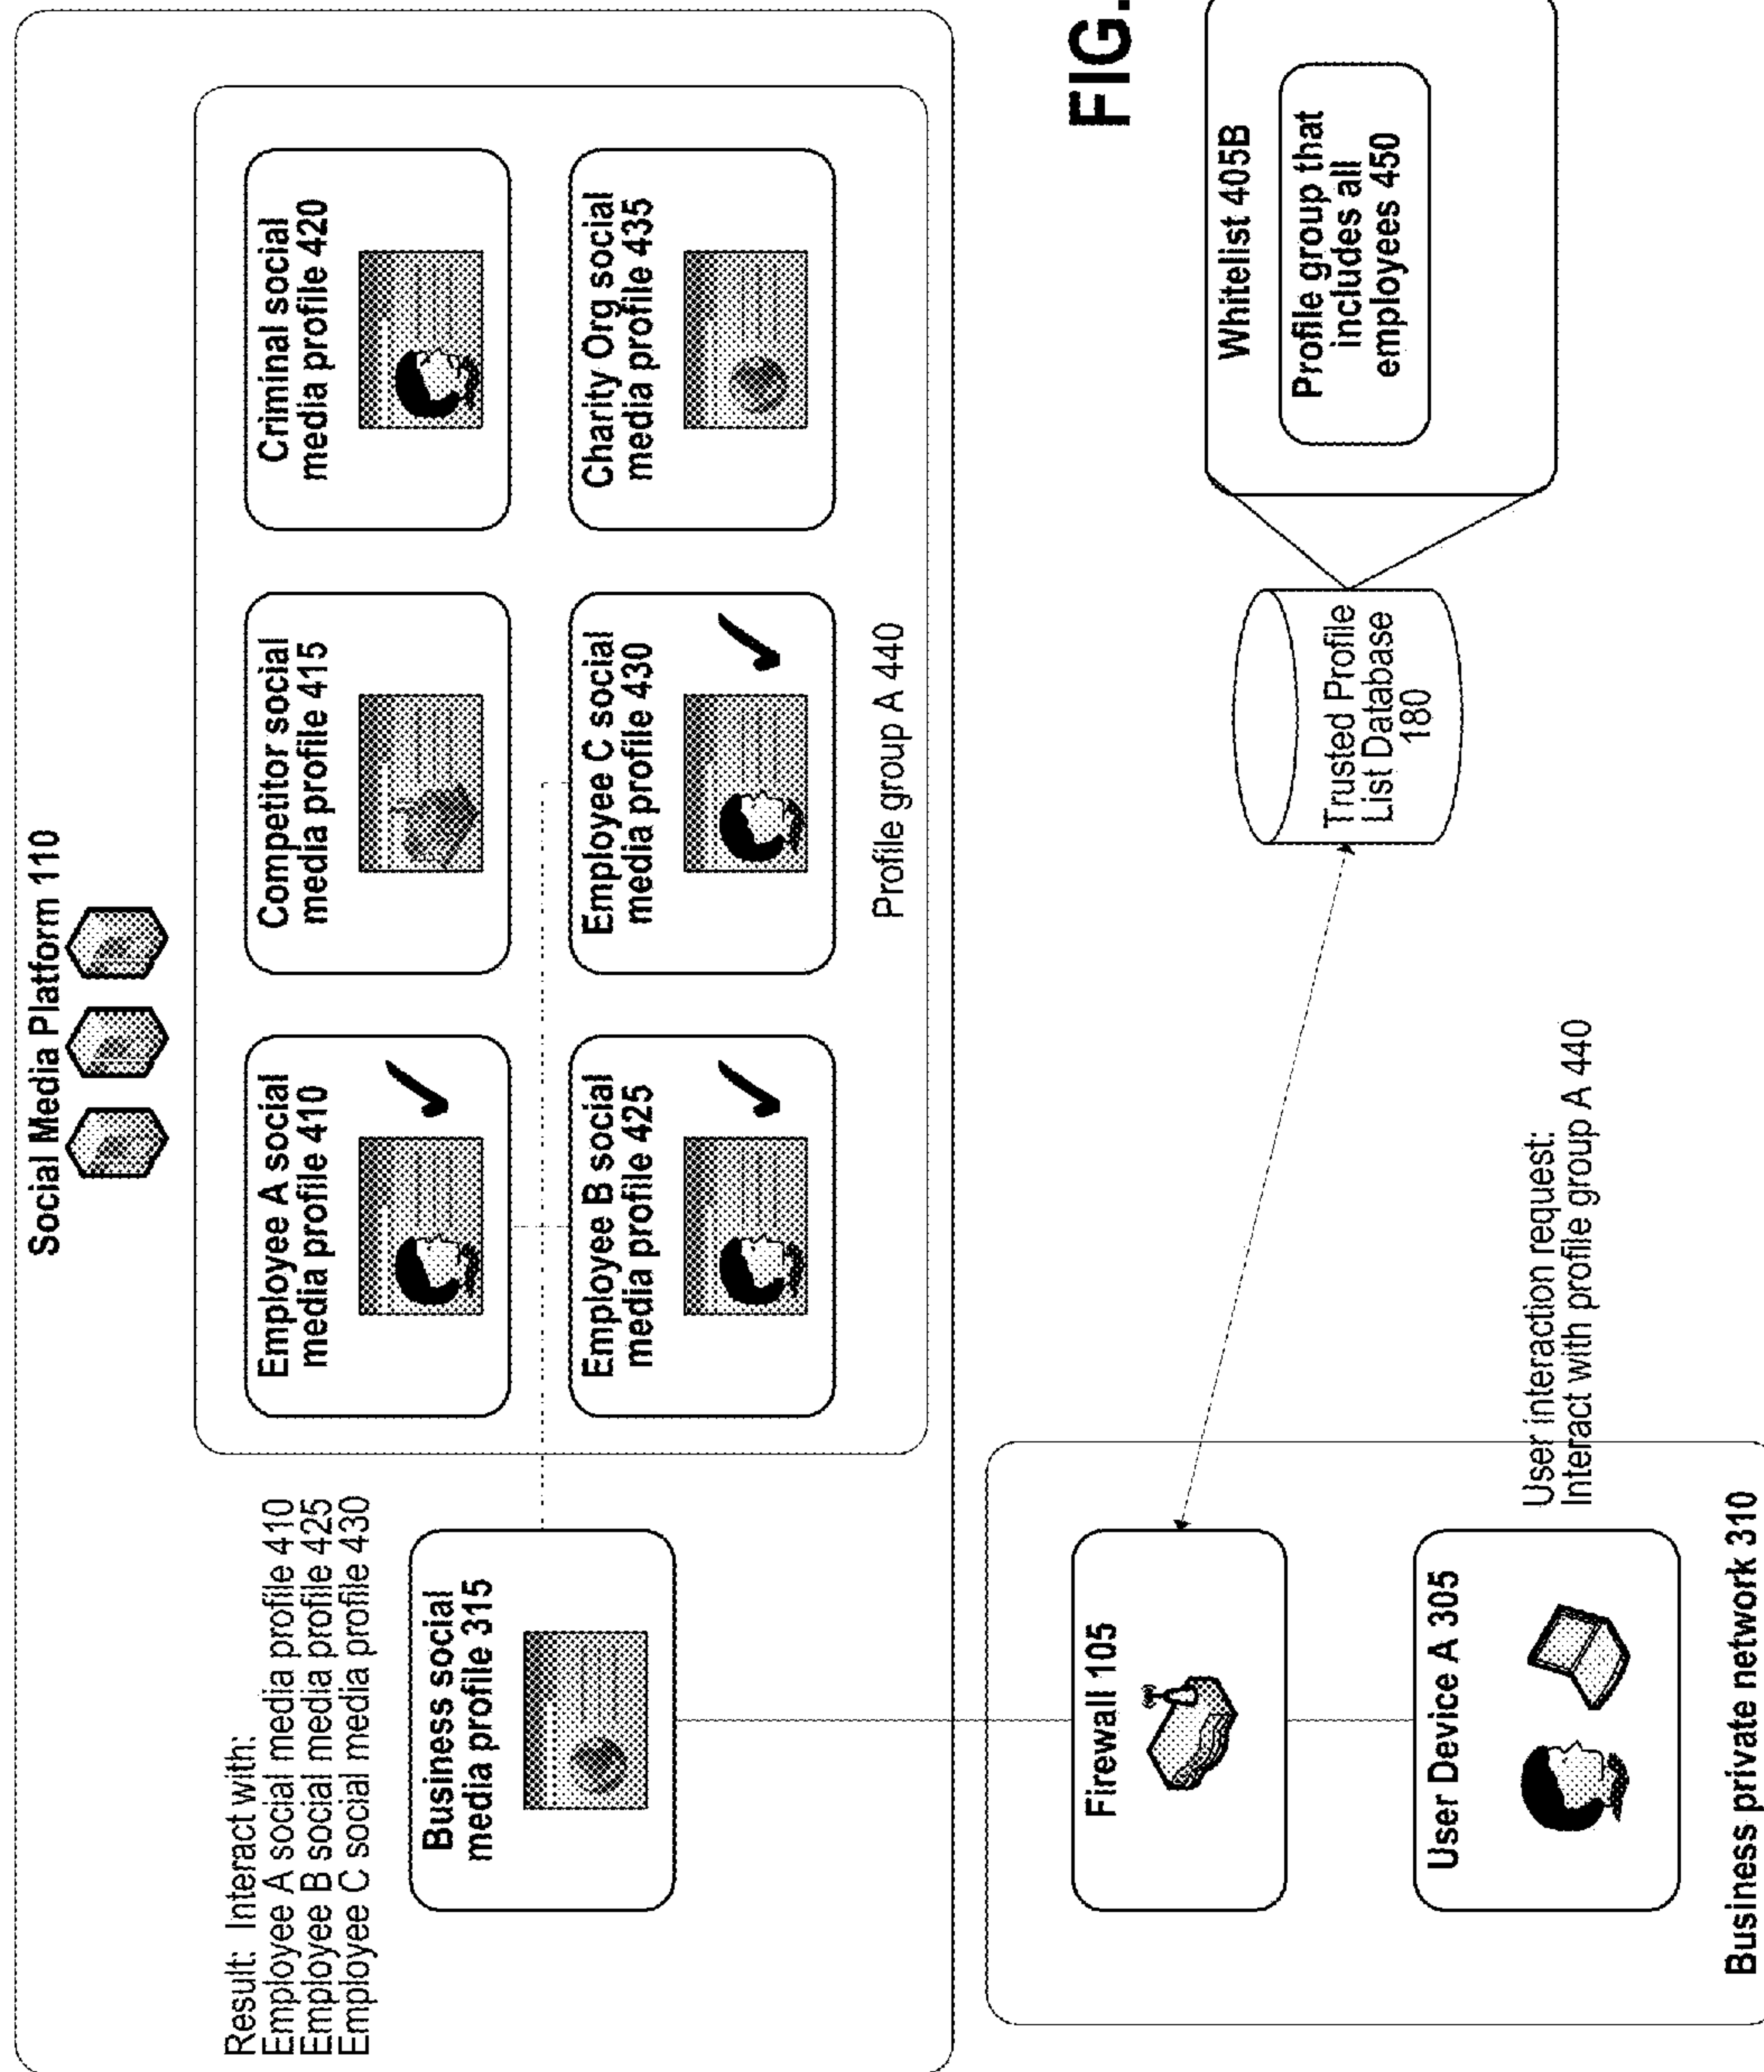 Social Media Platform 110
Result: Interact with:
Employee A social media profile 410
Employee B social media profile 425
Employee C social media profile 430
Business social
media profile 315
Employee A social
media profile 410
Competitor social
media profile 415
Criminal social
media profile 420
Employee B social
media profile 425
Employee C social
media profile 430
Charity Org social
media profile 435
Profile group A 440
Firewall 105
User Device A 305
Business private network 310
User interaction request:
Interact with profile group A 440
Trusted Profile
List Database
180
Whitelist 405B
Profile group that
includes all
employees 450
FIG.